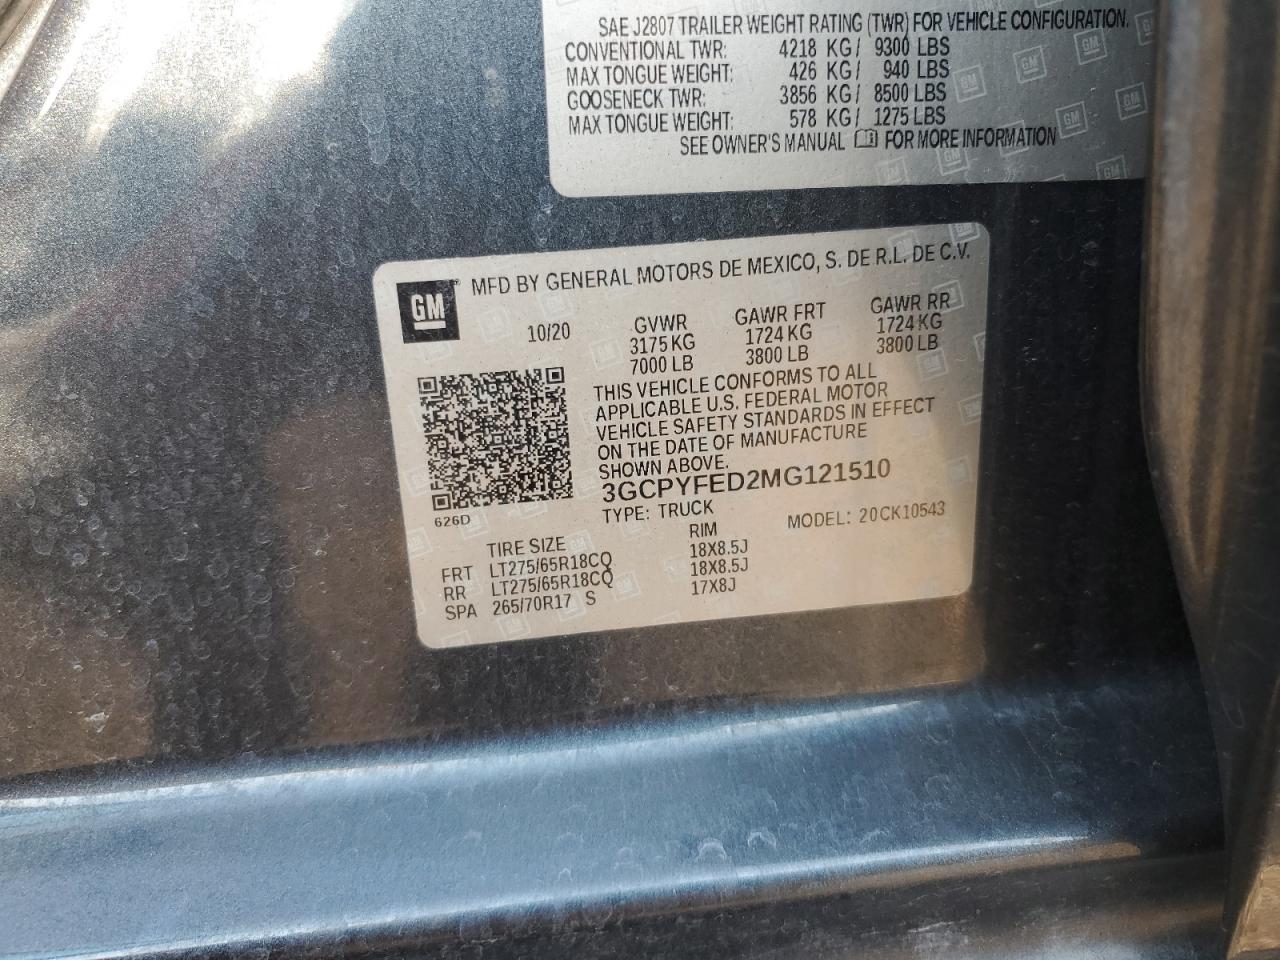 SAE J2807 TRAILER WEIGHT RATING (TWR) FOR VEHICLE CONFIGURATION.
CONVENTIONAL TWR: 4218 KG/ 9300 LBS
MAX TONGUE WEIGHT: 426 KG/ 940 LBS
GOOSENECK TWR: 3856 KG/ 8500 LBS
MAX TONGUE WEIGHT: 578 KG/ 1275 LBS
SEE OWNER'S MANUAL FOR MORE INFORMATION
GM MFD BY GENERAL MOTORS DE MEXICO, S. DE R.L. DE C.V.
10/20 GVWR GAWR FRT GAWR RR
3175 KG 1724 KG 1724 KG
7000 LB 3800 LB 3800 LB
THIS VEHICLE CONFORMS TO ALL
APPLICABLE U.S. FEDERAL MOTOR
VEHICLE SAFETY STANDARDS IN EFFECT
ON THE DATE OF MANUFACTURE
SHOWN ABOVE.
3GCPYFED2MG121510
626D
TYPE: TRUCK MODEL: 20CK10543
TIRE SIZE RIM
FRT LT275/65R18CQ 18X8.5J
RR LT275/65R18CQ 18X8.5J
SPA 265/70R17 S 17X8J